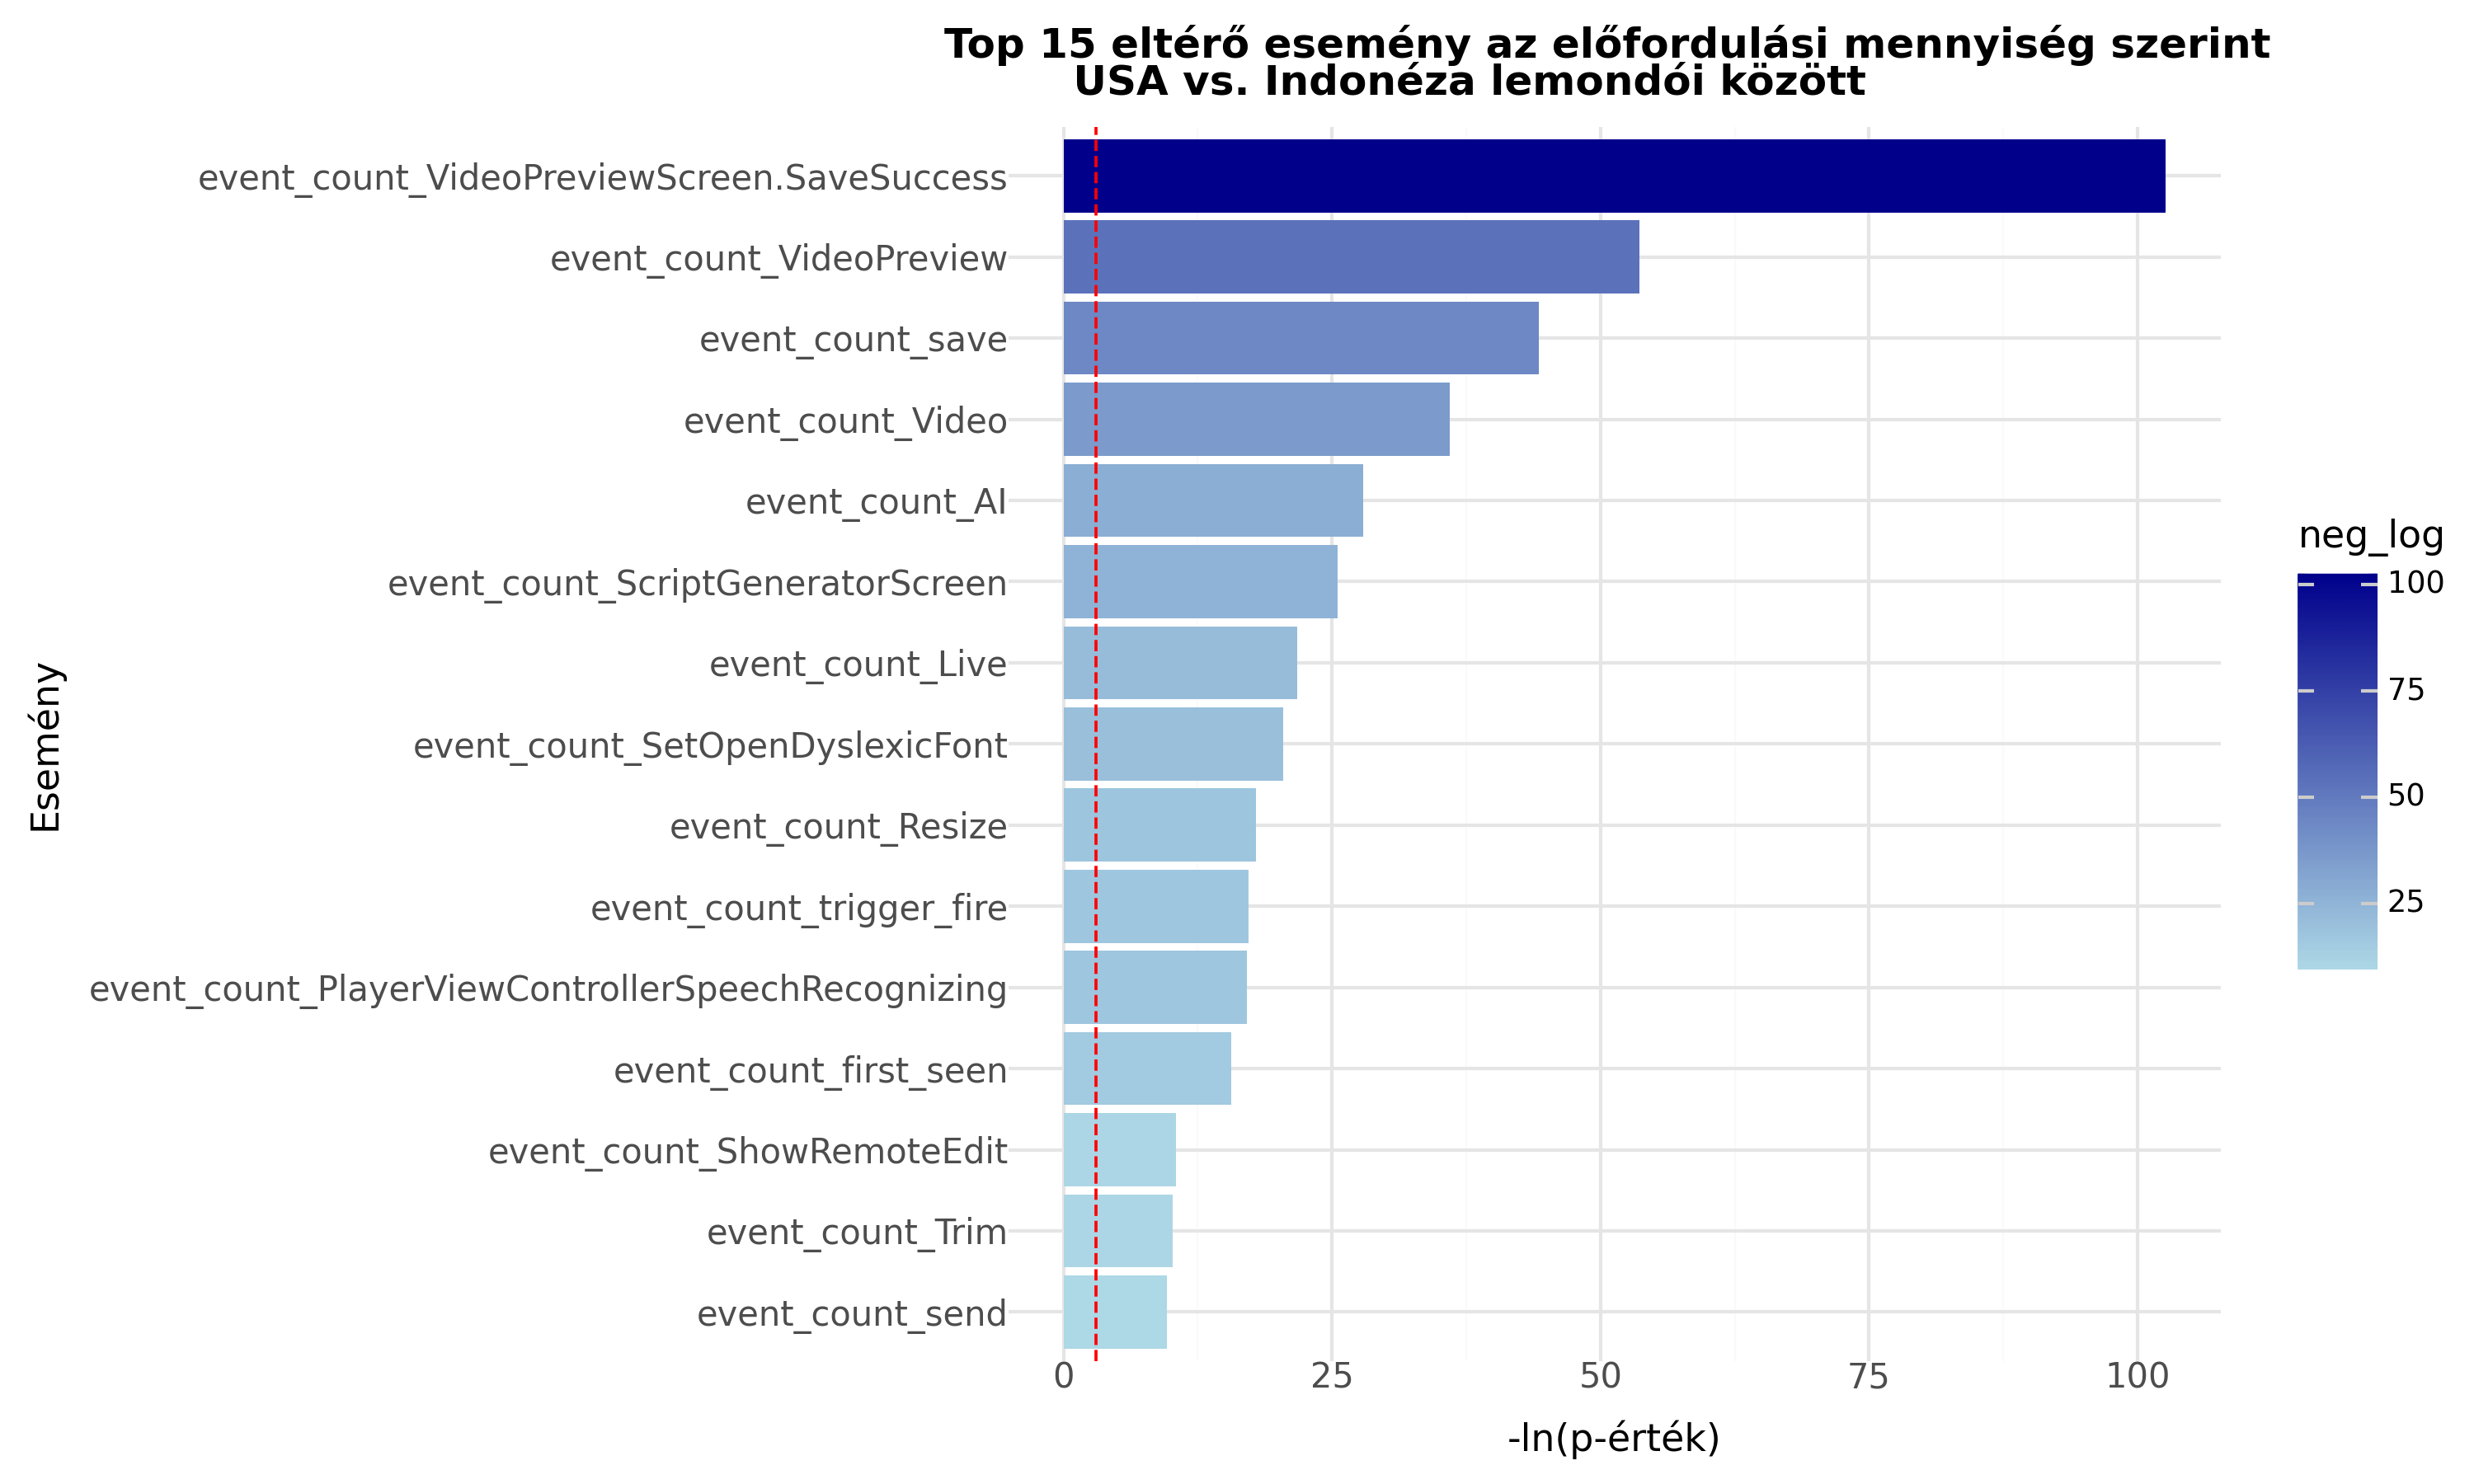 Top 15 eltérő esemény az előfordulási mennyiség szerint
USA vs. Indonéza lemondói között
event_count_VideoPreviewScreen.SaveSuccess
event_count_VideoPreview
event_count_save
event_count_Video
event_count_AI
event_count_ScriptGeneratorScreen
event_count_Live
event_count_SetOpenDyslexicFont
event_count_Resize
event_count_trigger_fire
event_count_PlayerViewControllerSpeechRecognizing
event_count_first_seen
event_count_ShowRemoteEdit
event_count_Trim
event_count_send
Esemény
0 25 50 75 100
-ln(p-érték)
neg_log
100
75
50
25